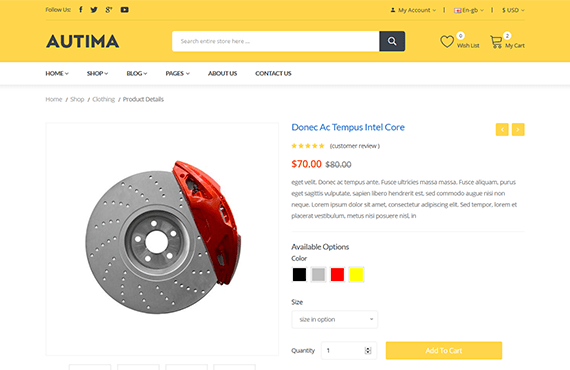 Follow Us:
My Account
En-gb
$ USD
AUTIMA
Search entire store here ...
0
Wish List
2
My Cart
HOME
SHOP
BLOG
PAGES
ABOUT US
CONTACT US
Home / Shop / Clothing / Product Details
Donec Ac Tempus Intel Core
(customer review )
$70.00 $80.00
eget velit. Donec ac tempus ante. Fusce ultricies massa massa. Fusce aliquam, purus
eget sagittis vulputate, sapien libero hendrerit est, sed commodo augue nisi non
neque. Lorem ipsum dolor sit amet, consectetur adipiscing elit. Sed tempor, lorem et
placerat vestibulum, metus nisi posuere nisl, in
Available Options
Color
Size
size in option
Quantity
1
Add To Cart